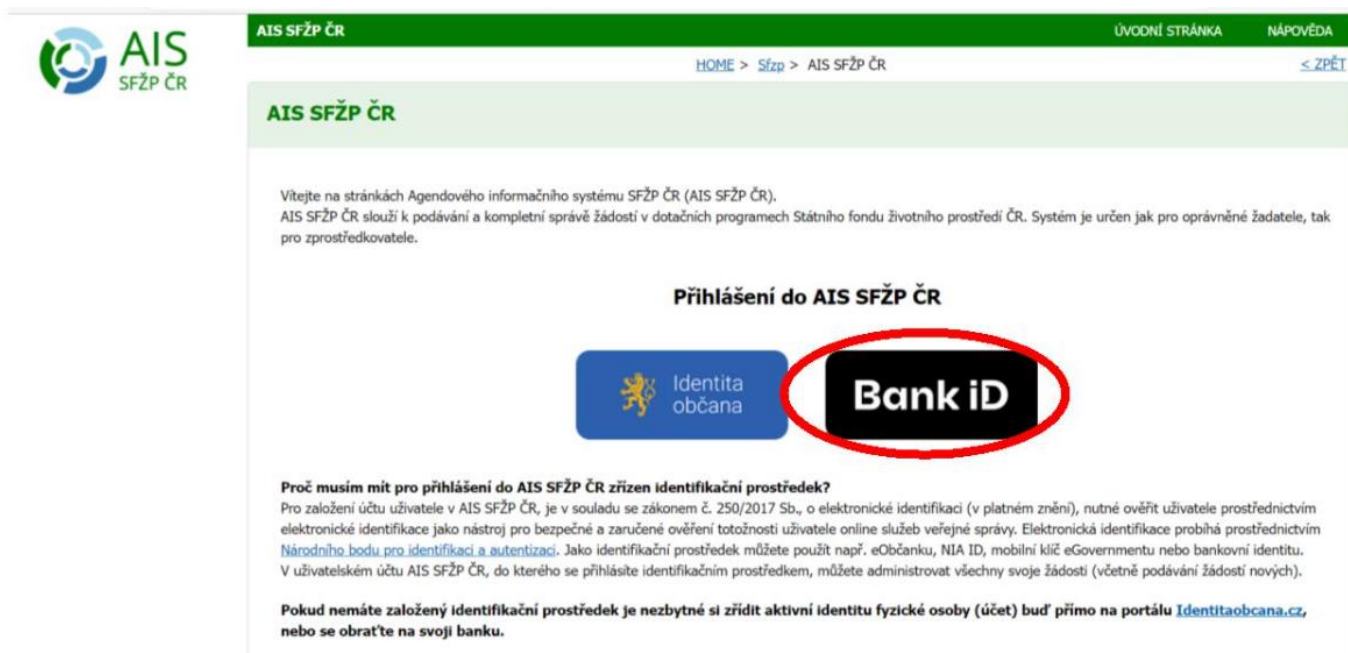 AIS
SFŽP ČR
AIS SFŽP ČR
ÚVODNÍ STRÁNKA
NÁPOVĚDA
HOME > Sfzp > AIS SFŽP ČR
< ZPĚT
AIS SFŽP ČR
Vítejte na stránkách Agendového informačního systému SFŽP ČR (AIS SFŽP ČR).
AIS SFŽP ČR slouží k podávání a kompletní správě žádostí v dotačních programech Státního fondu životního prostředí ČR. Systém je určen jak pro oprávněné žadatele, tak
pro zprostředkovatele.
Přihlášení do AIS SFŽP ČR
Identita
občana
Bank iD
Proč musím mít pro přihlášení do AIS SFŽP ČR zřízen identifikační prostředek?
Pro založení účtu uživatele v AIS SFŽP ČR, je v souladu se zákonem č. 250/2017 Sb., o elektronické identifikaci (v platném znění), nutné ověřit uživatele prostřednictvím
elektronické identifikace jako nástroj pro bezpečné a zaručené ověření totožnosti uživatele online služeb veřejné správy. Elektronická identifikace probíhá prostřednictvím
Národního bodu pro identifikaci a autentizaci. Jako identifikační prostředek můžete použít např. eObčanku, NIA ID, mobilní klíč eGovernmentu nebo bankovní identitu.
V uživatelském účtu AIS SFŽP ČR, do kterého se přihlásíte identifikačním prostředkem, můžete administrovat všechny svoje žádosti (včetně podávání žádostí nových).
Pokud nemáte založený identifikační prostředek je nezbytné si zřídit aktivní identitu fyzické osoby (účet) buď přímo na portálu Identitaobcana.cz,
nebo se obraťte na svoji banku.